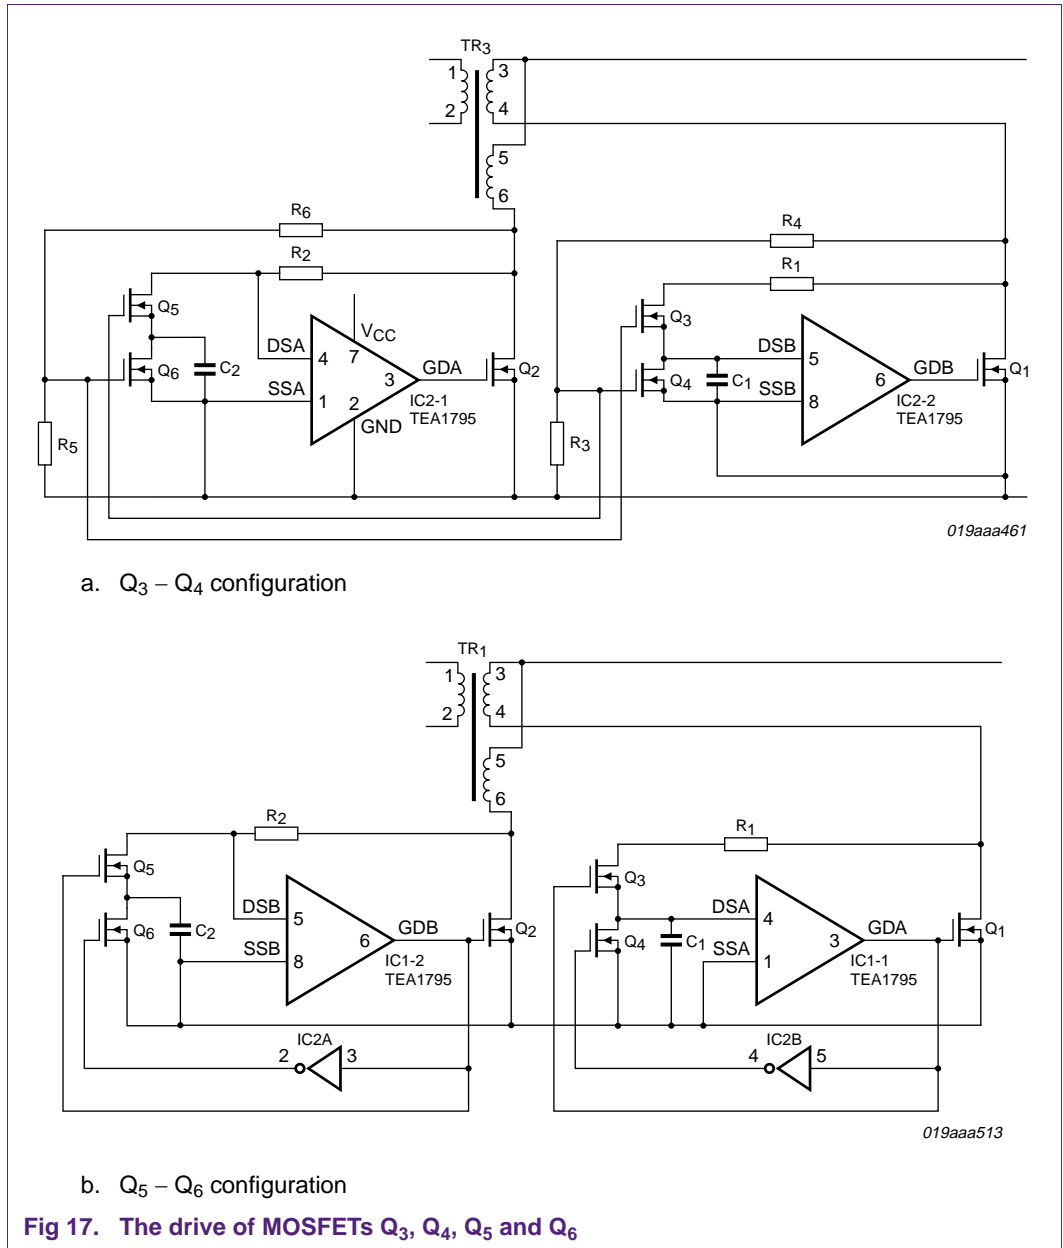 TR3
1 3
2 4
5
6
R6
R4
R2
R1
Q5
Q3
VCC
DSA
4
7
GDA
3
Q2
DSB
5
GDB
6
Q1
Q6
C2
SSA
1
2
IC2-1
TEA1795
GND
Q4
C1
SSB
8
IC2-2
TEA1795
R5
R3
019aaa461
a. Q3 – Q4 configuration
TR1
1 3
2 4
5
6
R2
R1
Q5
Q3
DSB
5
GDB
6
Q2
DSA
4
GDA
3
Q1
Q6
C2
SSB
8
IC1-2
TEA1795
Q4
C1
SSA
1
IC1-1
TEA1795
IC2A
2 3
IC2B
4 5
019aaa513
b. Q5 – Q6 configuration
Fig 17. The drive of MOSFETs Q3, Q4, Q5 and Q6